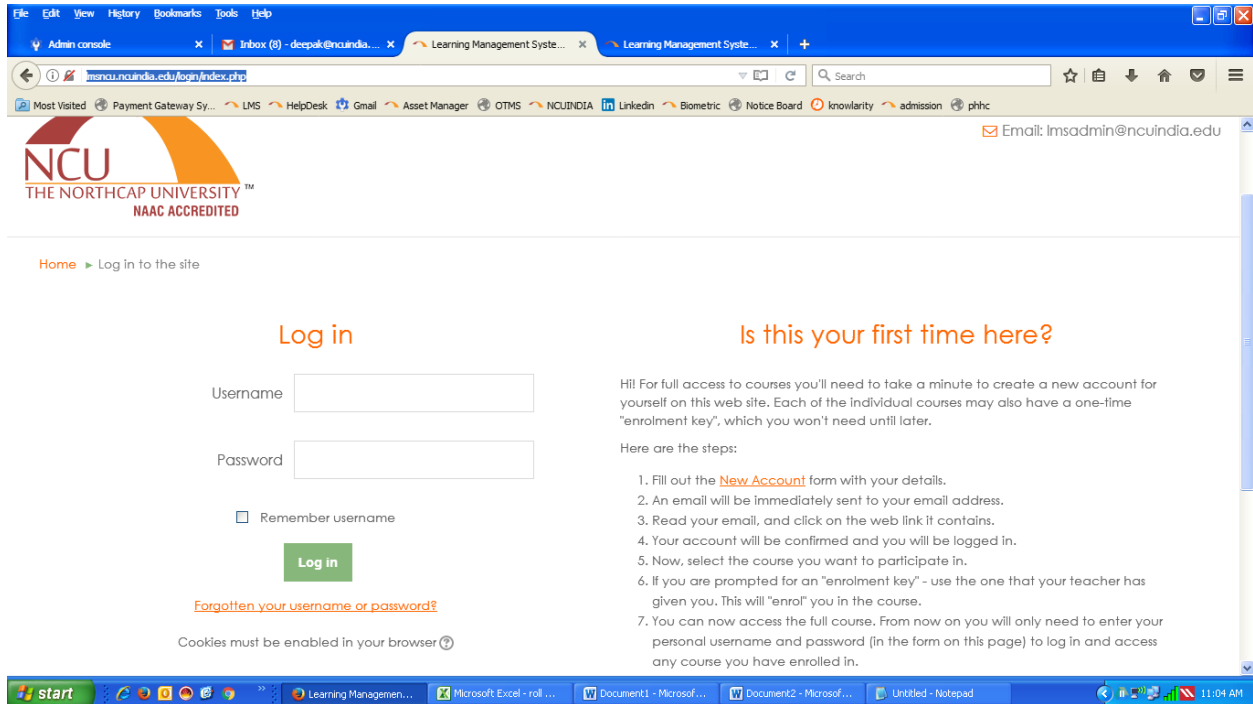 File Edit View History Bookmarks Tools Help
Admin console
Inbox (8) - deepak@ncuindia....
Learning Management Syste...
Learning Management Syste...
msncu.ncuindia.edu/login/index.php
Search
Most Visited Payment Gateway Sy... LMS HelpDesk Gmail Asset Manager OTMS NCUINDIA Linkedin Biometric Notice Board knowlarity admission phhc
Email: lmsadmin@ncuindia.edu
NCU
THE NORTHCAP UNIVERSITY ™
NAAC ACCREDITED
Home ► Log in to the site
Log in
Username
Password
Remember username
Log in
Forgotten your username or password?
Cookies must be enabled in your browser
Is this your first time here?
Hi! For full access to courses you'll need to take a minute to create a new account for
yourself on this web site. Each of the individual courses may also have a one-time
"enrolment key", which you won't need until later.
Here are the steps:
1. Fill out the New Account form with your details.
2. An email will be immediately sent to your email address.
3. Read your email, and click on the web link it contains.
4. Your account will be confirmed and you will be logged in.
5. Now, select the course you want to participate in.
6. If you are prompted for an "enrolment key" - use the one that your teacher has
given you. This will "enrol" you in the course.
7. You can now access the full course. From now on you will only need to enter your
personal username and password (in the form on this page) to log in and access
any course you have enrolled in.
start
Learning Managemen...
Microsoft Excel - roll ...
Document1 - Microsof...
Document2 - Microsof...
Untitled - Notepad
11:04 AM